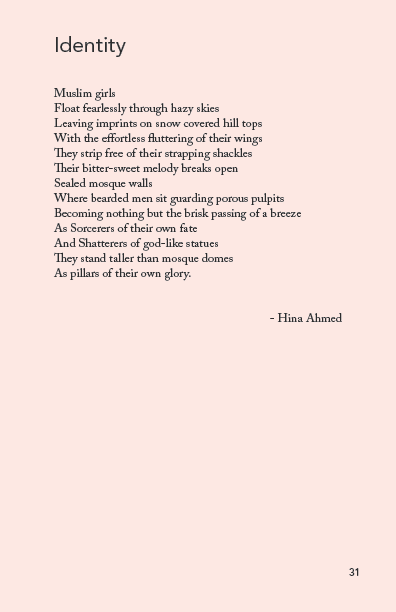 Identity
Muslim girls
Float fearlessly through hazy skies
Leaving imprints on snow covered hill tops
With the effortless fluttering of their wings
They strip free of their strapping shackles
Their bitter-sweet melody breaks open
Sealed mosque walls
Where bearded men sit guarding porous pulpits
Becoming nothing but the brisk passing of a breeze
As Sorcerers of their own fate
And Shatterers of god-like statues
They stand taller than mosque domes
As pillars of their own glory.
- Hina Ahmed
31